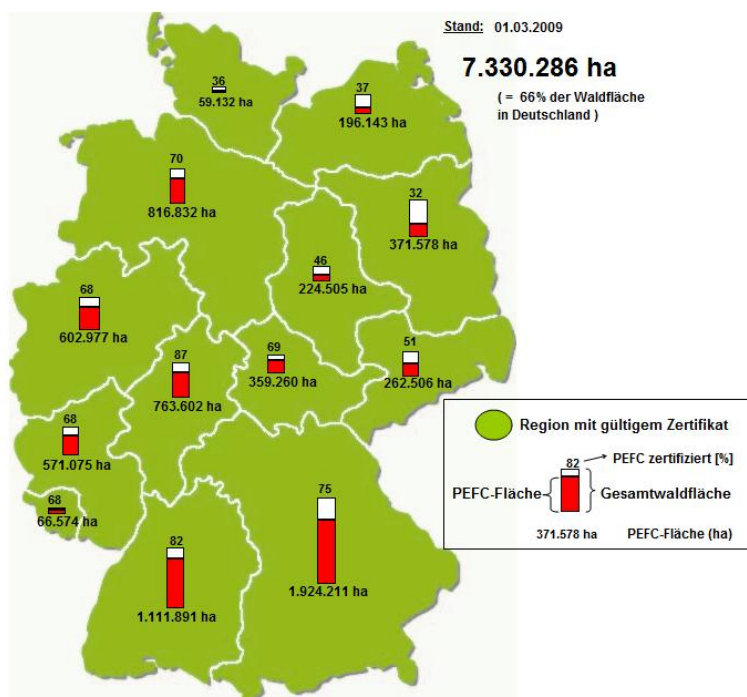 Stand: 01.03.2009
7.330.286 ha
( = 66% der Waldfläche
in Deutschland )
36
59.132 ha
37
196.143 ha
70
816.832 ha
32
371.578 ha
46
224.505 ha
68
602.977 ha
87
763.602 ha
69
359.260 ha
51
262.506 ha
68
571.075 ha
68
66.574 ha
82
1.111.891 ha
75
1.924.211 ha
Region mit gültigem Zertifikat
82 PEFC zertifiziert [%]
PEFC-Fläche Gesamtwaldfläche
371.578 ha PEFC-Fläche (ha)